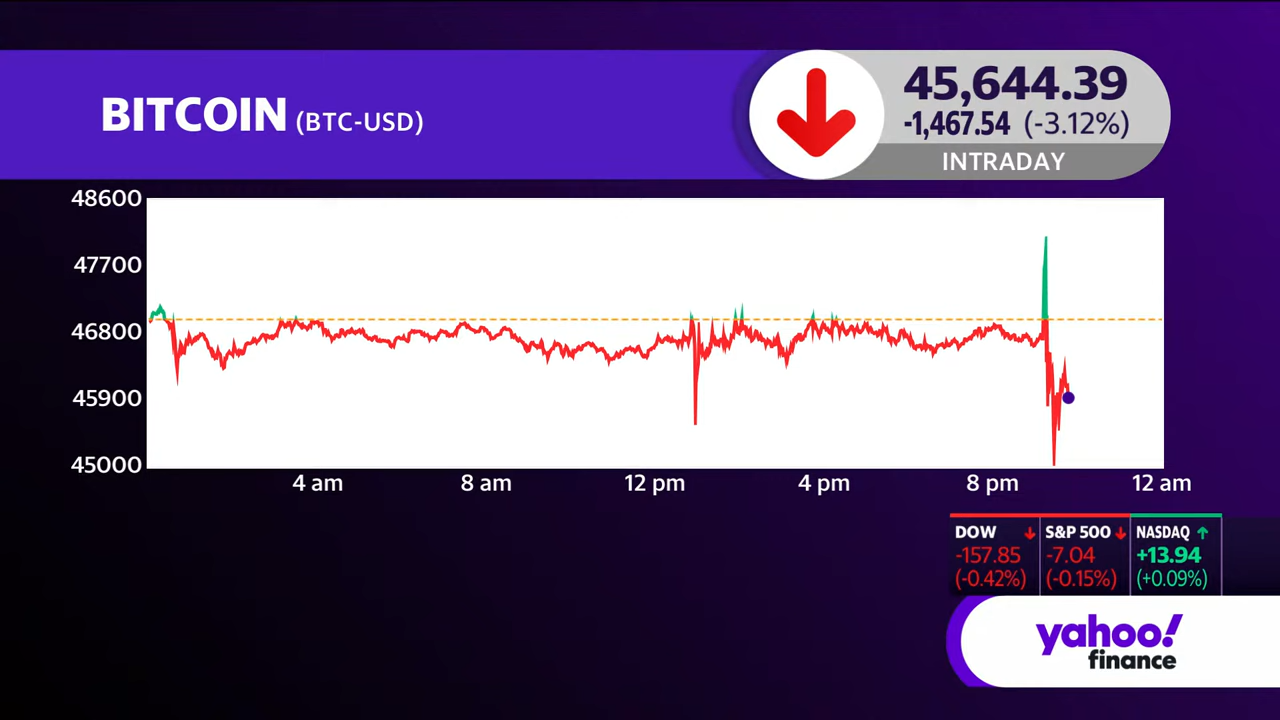 BITCOIN (BTC-USD)
45,644.39
-1,467.54 (-3.12%)
INTRADAY
48600
47700
46800
45900
45000
4 am 8 am 12 pm 4 pm 8 pm 12 am
DOW S&P 500 NASDAQ
-157.85 -7.04 +13.94
(-0.42%) (-0.15%) (+0.09%)
yahoo!
finance